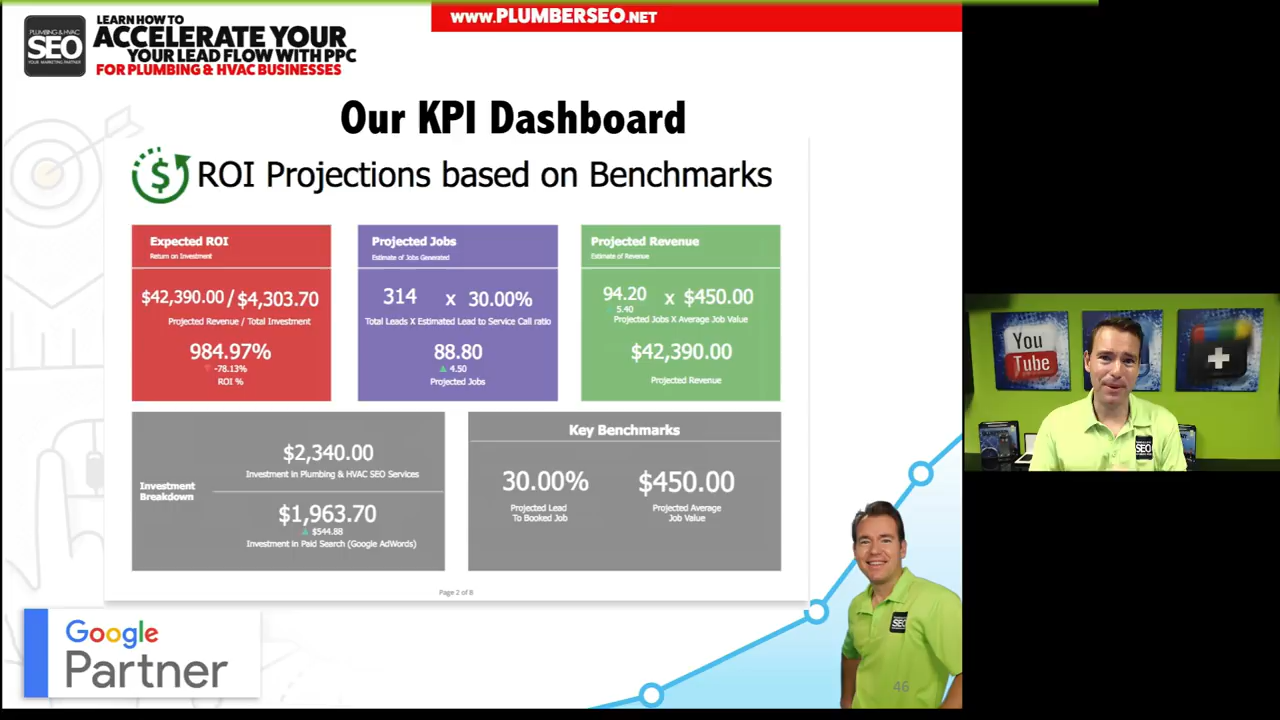 www.PLUMBERSEO.NET
PLUMBING & HVAC
SEO
YOUR MARKETING PARTNER
LEARN HOW TO
ACCELERATE YOUR
YOUR LEAD FLOW WITH PPC
FOR PLUMBING & HVAC BUSINESSES
Our KPI Dashboard
$ ROI Projections based on Benchmarks
Expected ROI
Return on Investment
$42,390.00 / $4,303.70
Projected Revenue / Total Investment
984.97%
-78.13%
ROI %
Projected Jobs
Estimate of Jobs Generated
314 x 30.00%
Total Leads X Estimated Lead to Service Call ratio
88.80
4.50
Projected Jobs
Projected Revenue
Estimate of Revenue
94.20 x $450.00
5.40
Projected Jobs X Average Job Value
$42,390.00
Projected Revenue
Investment
Breakdown
$2,340.00
Investment in Plumbing & HVAC SEO Services
$1,963.70
$544.88
Investment in Paid Search (Google AdWords)
Key Benchmarks
30.00%
Projected Lead
To Booked Job
$450.00
Projected Average
Job Value
Page 2 of 8
You
Tube
SEO
SEO
Google
Partner
46